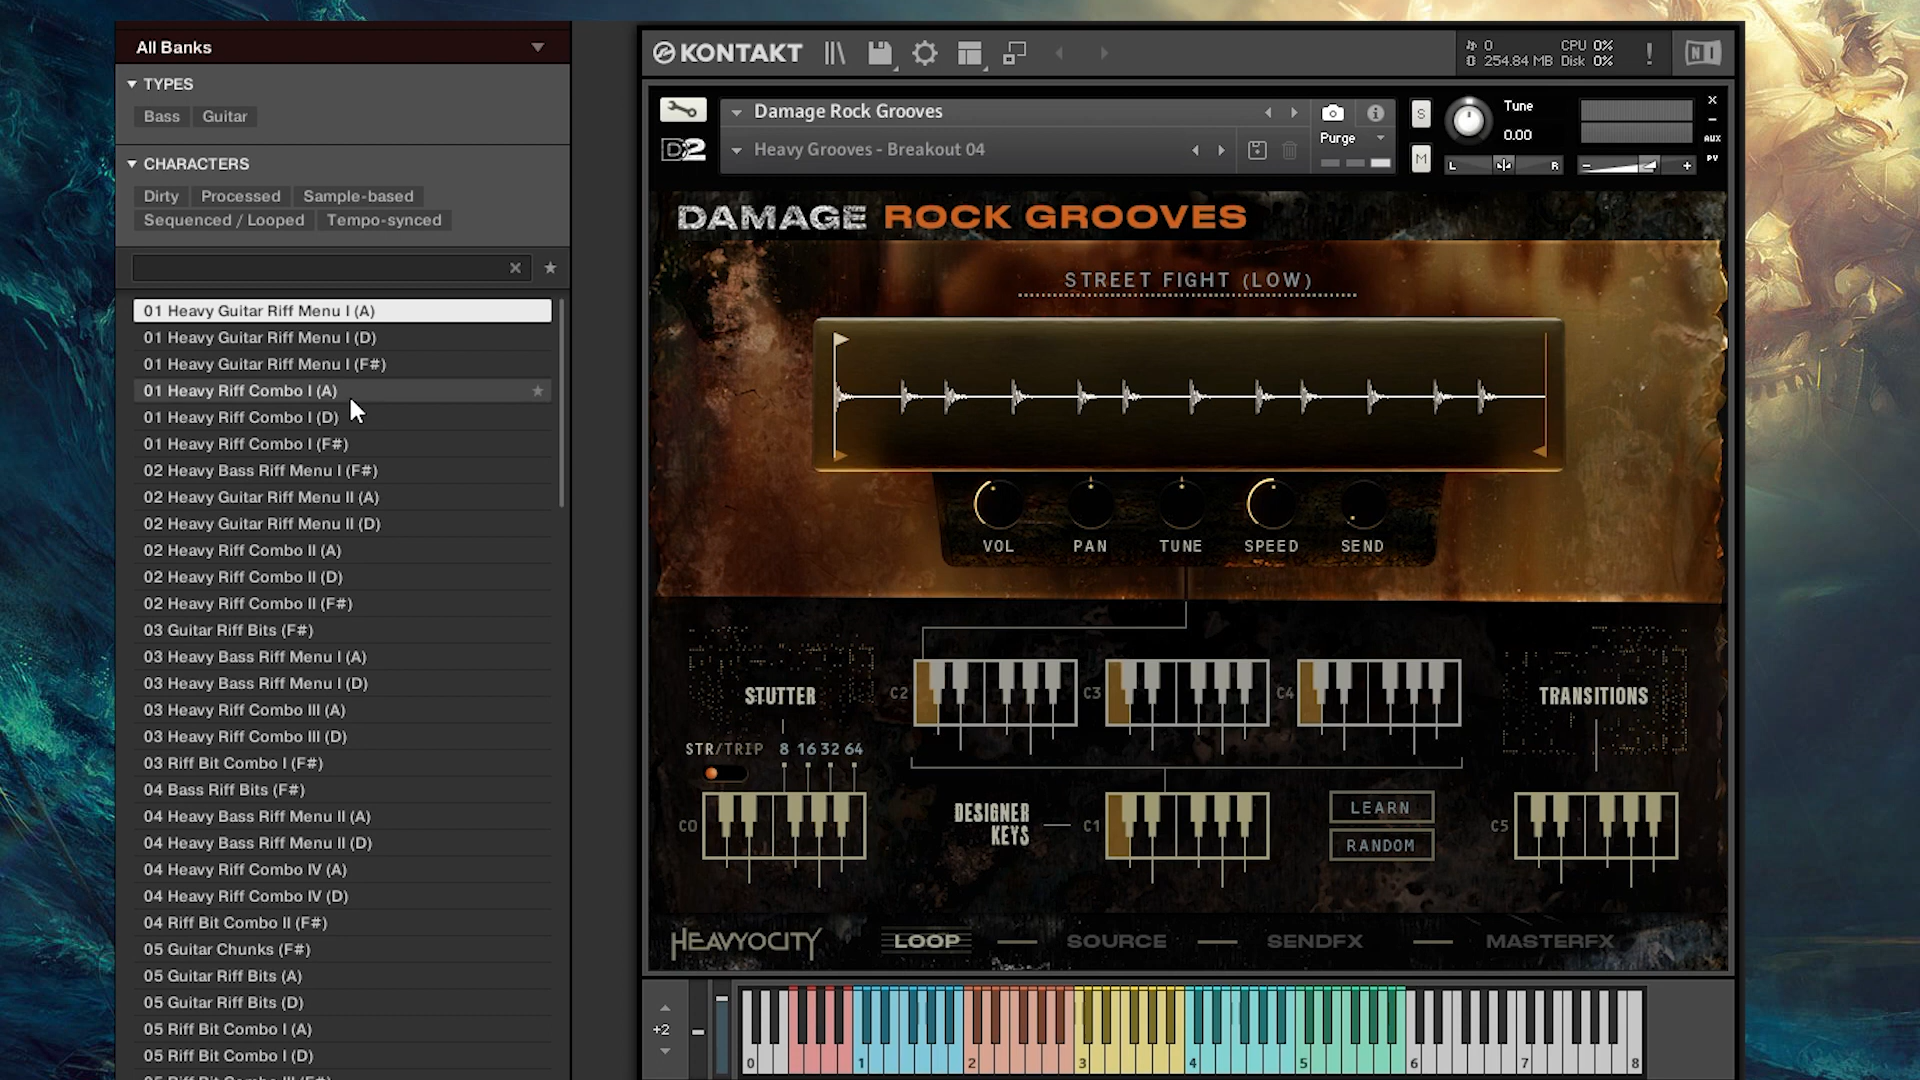 All Banks
TYPES
Bass
Guitar
CHARACTERS
Dirty
Processed
Sample-based
Sequenced / Looped
Tempo-synced
01 Heavy Guitar Riff Menu I (A)
01 Heavy Guitar Riff Menu I (D)
01 Heavy Guitar Riff Menu I (F#)
01 Heavy Riff Combo I (A)
01 Heavy Riff Combo I (D)
01 Heavy Riff Combo I (F#)
02 Heavy Bass Riff Menu I (F#)
02 Heavy Guitar Riff Menu II (A)
02 Heavy Guitar Riff Menu II (D)
02 Heavy Riff Combo II (A)
02 Heavy Riff Combo II (D)
02 Heavy Riff Combo II (F#)
03 Guitar Riff Bits (F#)
03 Heavy Bass Riff Menu I (A)
03 Heavy Bass Riff Menu I (D)
03 Heavy Riff Combo III (A)
03 Heavy Riff Combo III (D)
03 Riff Bit Combo I (F#)
04 Bass Riff Bits (F#)
04 Heavy Bass Riff Menu II (A)
04 Heavy Bass Riff Menu II (D)
04 Heavy Riff Combo IV (A)
04 Heavy Riff Combo IV (D)
04 Riff Bit Combo II (F#)
05 Guitar Chunks (F#)
05 Guitar Riff Bits (A)
05 Guitar Riff Bits (D)
05 Riff Bit Combo I (A)
05 Riff Bit Combo I (D)
KONTAKT
0
254.84 MB
CPU 0%
Disk 0%
!
NI
D2
Damage Rock Grooves
Heavy Grooves - Breakout 04
Purge
S
M
Tune
0.00
L
R
AUX
PV
DAMAGE ROCK GROOVES
STREET FIGHT (LOW)
VOL PAN TUNE SPEED SEND
STUTTER
C2
C3
C4
TRANSITIONS
STR/TRIP 8 16 32 64
C0
DESIGNER
KEYS
C1
LEARN
RANDOM
C5
HEAVYOCITY
LOOP
SOURCE
SENDFX
MASTERFX
+2
0 1 2 3 4 5 6 7 8